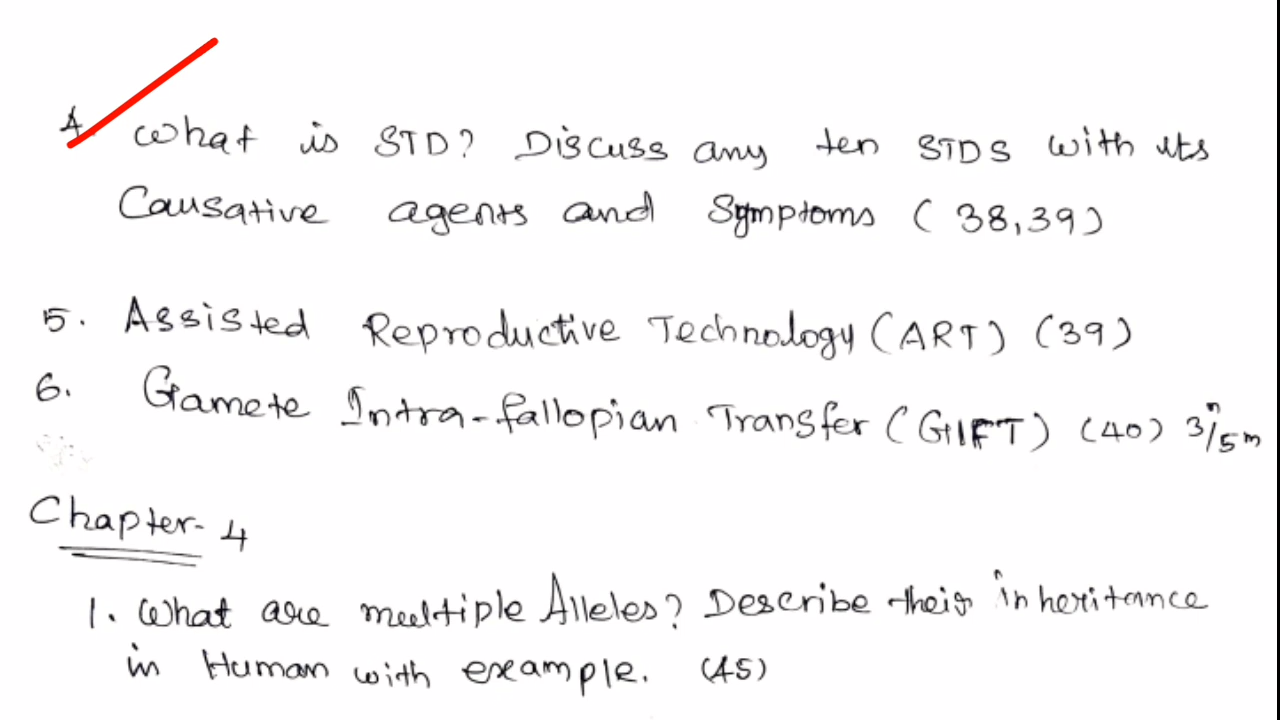 4. What is STD? Discuss any ten STDS with its
Causative agents and Symptoms (38,39)
5. Assisted Reproductive Technology (ART) (39)
6. Gamete Intra-fallopian Transfer (GIFT) (40) 3m/5m
Chapter-4
1. What are multiple Alleles? Describe their inheritance
in Human with example. (45)